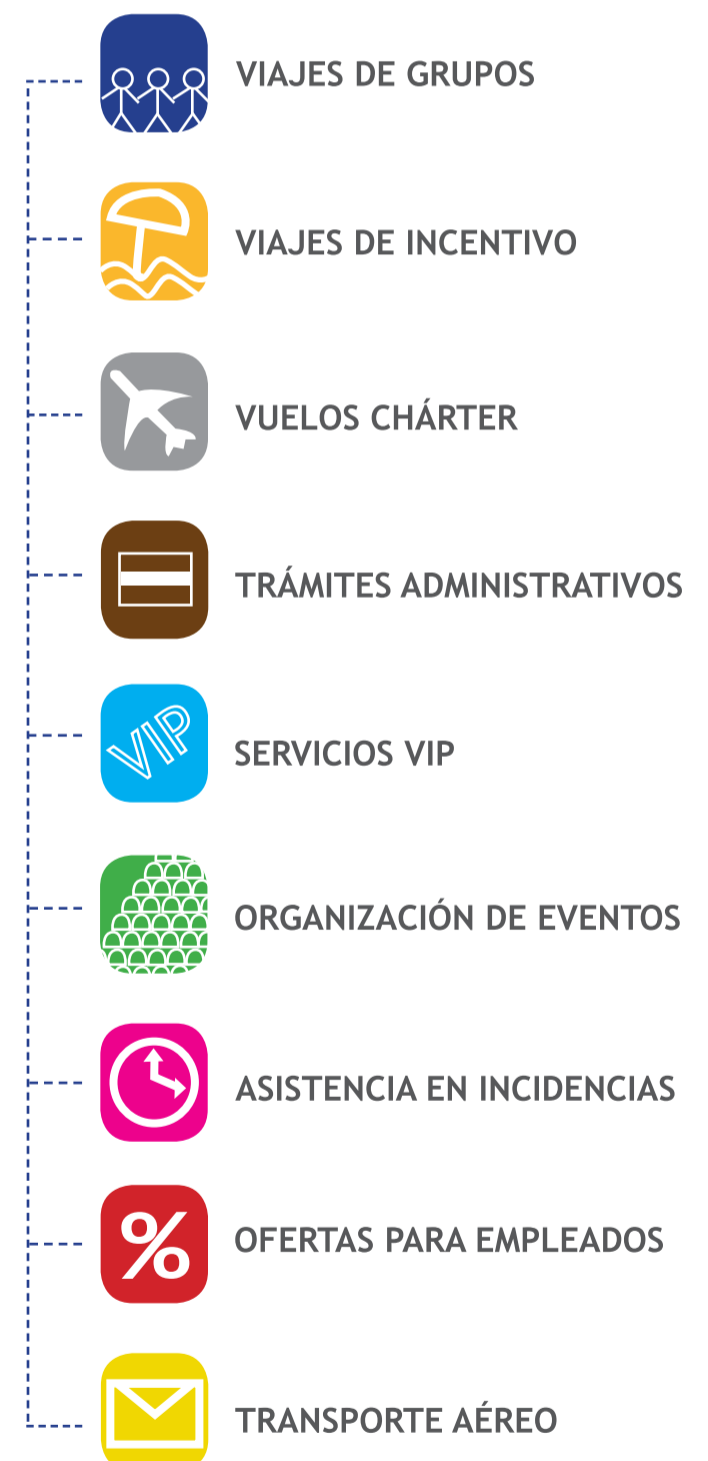 VIAJES DE GRUPOS
VIAJES DE INCENTIVO
VUELOS CHÁRTER
TRÁMITES ADMINISTRATIVOS
VIP
SERVICIOS VIP
ORGANIZACIÓN DE EVENTOS
ASISTENCIA EN INCIDENCIAS
%
OFERTAS PARA EMPLEADOS
TRANSPORTE AÉREO